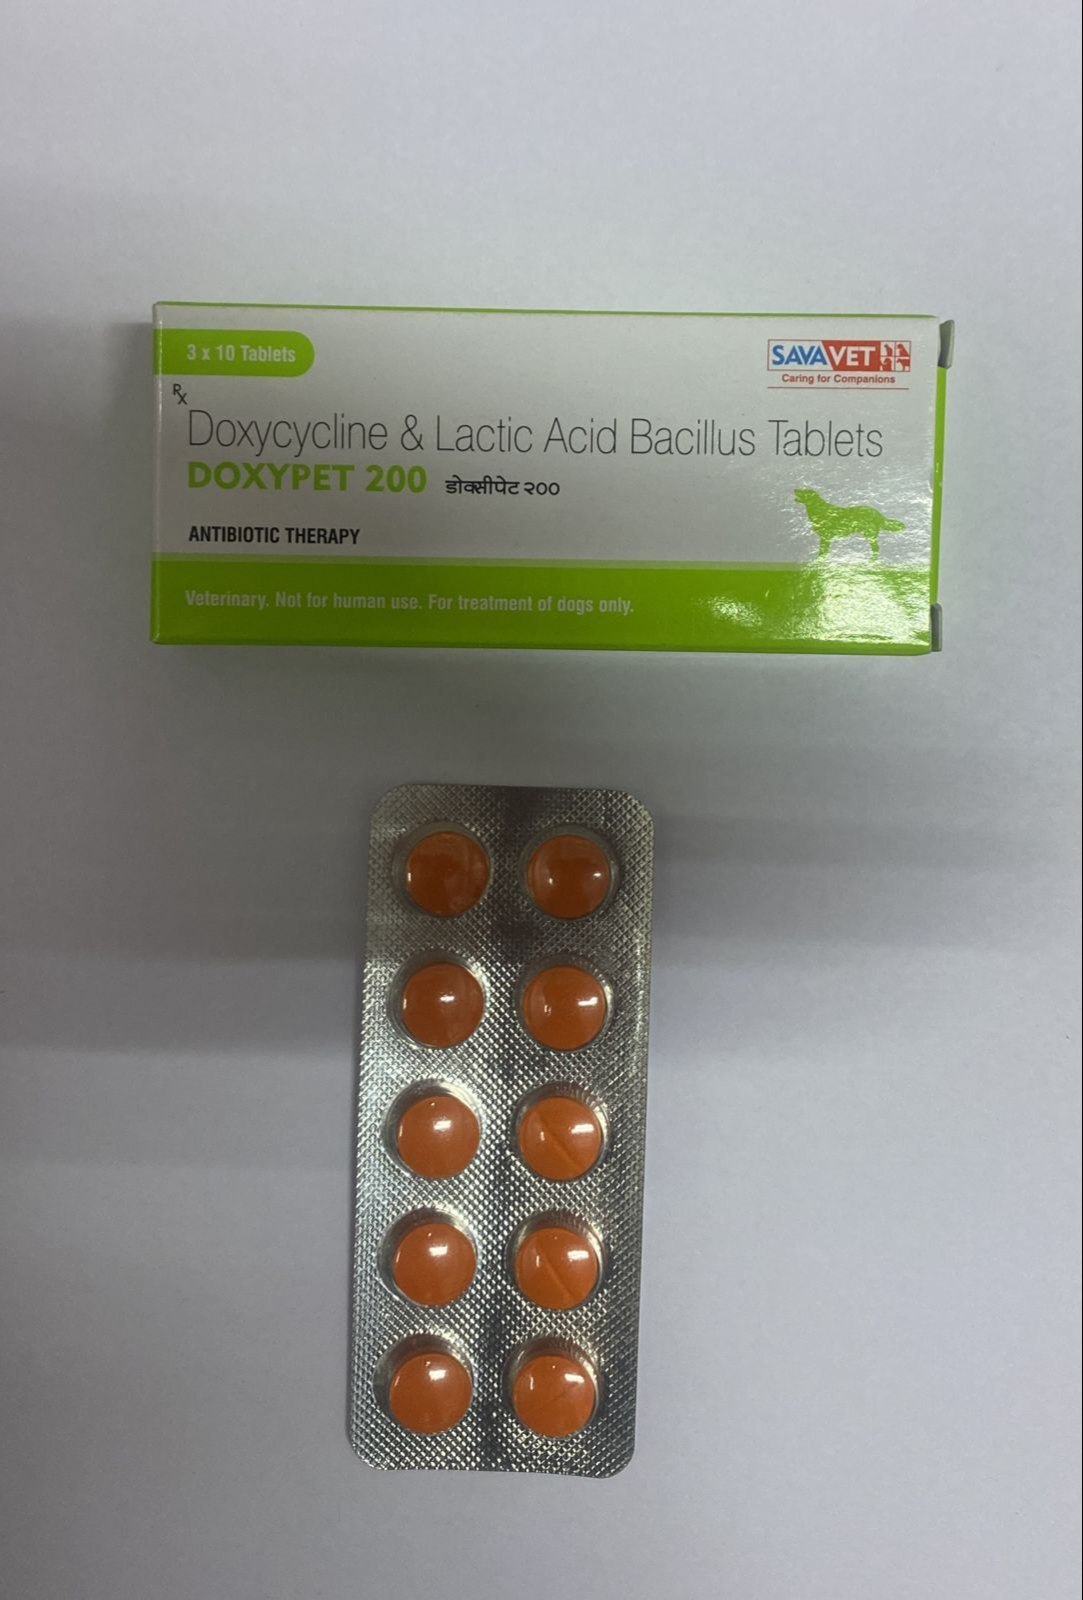 3 x 10 Tablets
SAVAVET
Caring for Companions
Rx
Doxycycline & Lactic Acid Bacillus Tablets
DOXYPET 200 डोक्सीपेट २००
ANTIBIOTIC THERAPY
Veterinary. Not for human use. For treatment of dogs only.